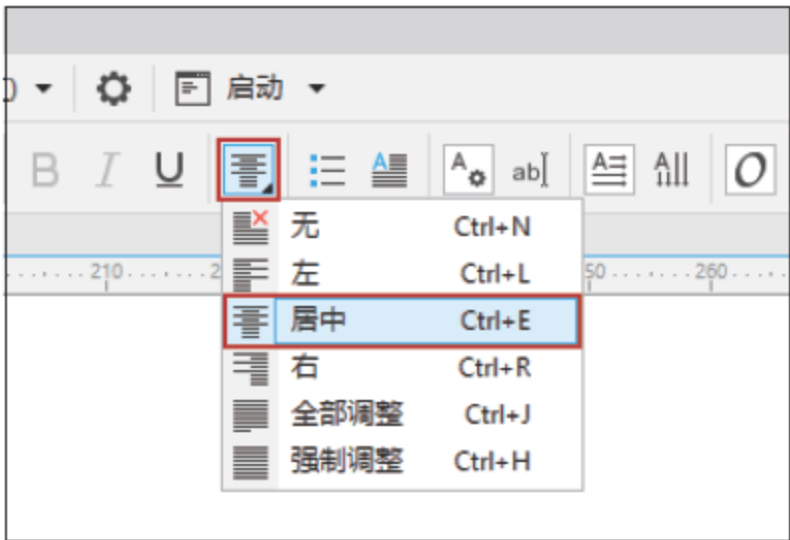 启动
B I U ab
无 Ctrl+N
210 260
左 Ctrl+L
居中 Ctrl+E
右 Ctrl+R
全部调整 Ctrl+J
强制调整 Ctrl+H